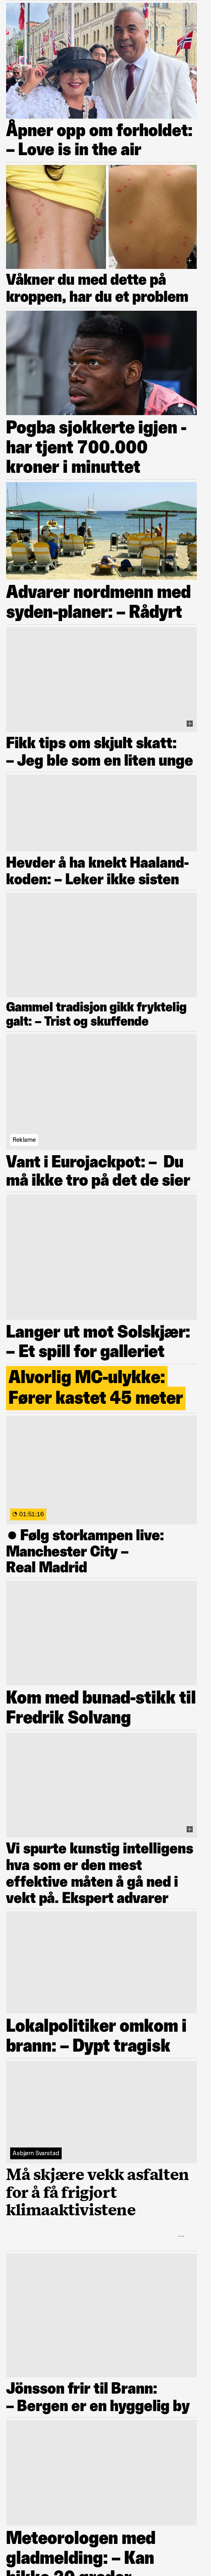 Åpner opp om forholdet:
– Love is in the air
Våkner du med dette på
kroppen, har du et problem
Pogba sjokkerte igjen -
har tjent 700.000
kroner i minuttet
Advarer nordmenn med
syden-planer: – Rådyrt
Fikk tips om skjult skatt:
– Jeg ble som en liten unge
Hevder å ha knekt Haaland-
koden: – Leker ikke sisten
Gammel tradisjon gikk fryktelig
galt: – Trist og skuffende
Reklame
Vant i Eurojackpot: – Du
må ikke tro på det de sier
Langer ut mot Solskjær:
– Et spill for galleriet
Alvorlig MC-ulykke:
Fører kastet 45 meter
01:51:16
● Følg storkampen live:
Manchester City –
Real Madrid
Kom med bunad-stikk til
Fredrik Solvang
Vi spurte kunstig intelligens
hva som er den mest
effektive måten å gå ned i
vekt på. Ekspert advarer
Lokalpolitiker omkom i
brann: – Dypt tragisk
Asbjørn Svarstad
Må skjære vekk asfalten
for å få frigjort
klimaaktivistene
Jönsson frir til Brann:
– Bergen er en hyggelig by
Meteorologen med
gladmelding: – Kan